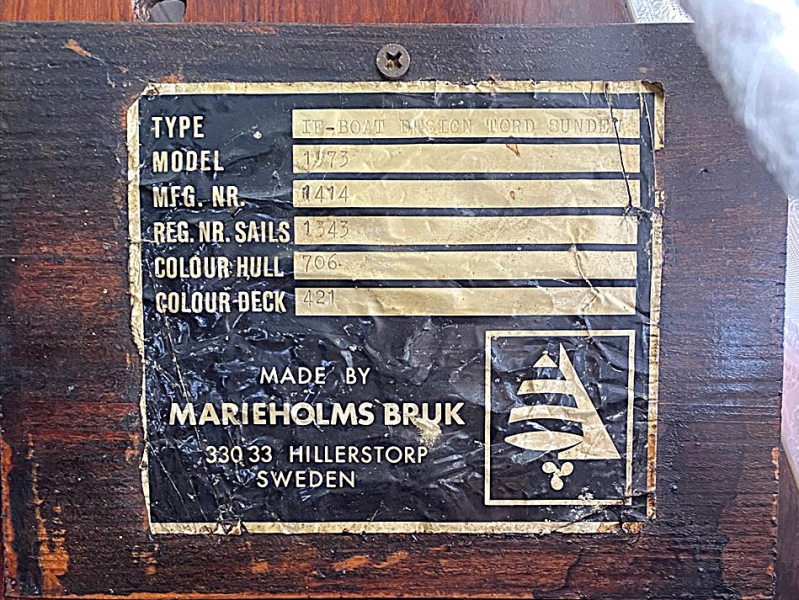 TYPE IF-BOAT DESIGN TORD SUNDEN
MODEL 1973
MFG. NR. 1414
REG. NR. SAILS 1343
COLOUR HULL 706
COLOUR DECK 421
MADE BY
MARIEHOLMS BRUK
330 33 HILLERSTORP
SWEDEN